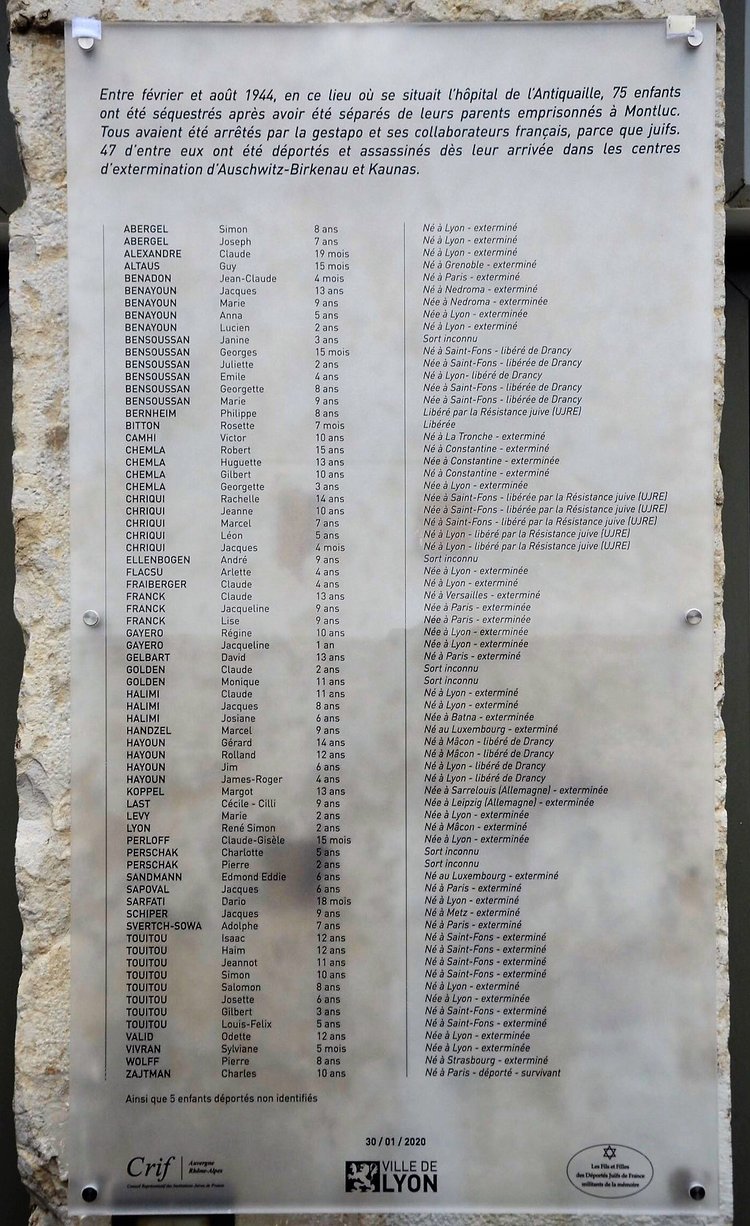 Entre février et août 1944, en ce lieu où se situait l'hôpital de l'Antiquaille, 75 enfants
ont été séquestrés après avoir été séparés de leurs parents emprisonnés à Montluc.
Tous avaient été arrêtés par la gestapo et ses collaborateurs français, parce que juifs.
47 d'entre eux ont été déportés et assassinés dès leur arrivée dans les centres
d'extermination d'Auschwitz-Birkenau et Kaunas.
ABERGEL Simon 8 ans Né à Lyon - exterminé
ABERGEL Joseph 7 ans Né à Lyon - exterminé
ALEXANDRE Claude 19 mois Né à Lyon - exterminé
ALTAUS Guy 15 mois Né à Grenoble - exterminé
BENADON Jean-Claude 4 mois Né à Paris - exterminé
BENAYOUN Jacques 13 ans Né à Nedroma - exterminé
BENAYOUN Marie 9 ans Née à Nedroma - exterminée
BENAYOUN Anna 5 ans Née à Lyon - exterminée
BENAYOUN Lucien 2 ans Né à Lyon - exterminé
BENSOUSSAN Janine 3 ans Sort inconnu
BENSOUSSAN Georges 15 mois Né à Saint-Fons - libéré de Drancy
BENSOUSSAN Juliette 2 ans Née à Saint-Fons - libérée de Drancy
BENSOUSSAN Emile 4 ans Né à Lyon- libéré de Drancy
BENSOUSSAN Georgette 8 ans Née à Saint-Fons - libérée de Drancy
BENSOUSSAN Marie 9 ans Née à Saint-Fons - libérée de Drancy
BERNHEIM Philippe 8 ans Libéré par la Résistance juive (UJRE)
BITTON Rosette 7 mois Libérée
CAMHI Victor 10 ans Né à La Tronche - exterminé
CHEMLA Robert 15 ans Né à Constantine - exterminé
CHEMLA Huguette 13 ans Née à Constantine - exterminée
CHEMLA Gilbert 10 ans Né à Constantine - exterminé
CHEMLA Georgette 3 ans Née à Lyon - exterminée
CHRIQUI Rachelle 14 ans Née à Saint-Fons - libérée par la Résistance juive (UJRE)
CHRIQUI Jeanne 10 ans Née à Saint-Fons - libérée par la Résistance juive (UJRE)
CHRIQUI Marcel 7 ans Né à Saint-Fons - libéré par la Résistance juive (UJRE)
CHRIQUI Léon 5 ans Né à Lyon - libéré par la Résistance juive (UJRE)
CHRIQUI Jacques 4 mois Né à Lyon - libéré par la Résistance juive (UJRE)
ELLENBOGEN André 9 ans Sort inconnu
FLACSU Arlette 4 ans Née à Lyon - exterminée
FRAIBERGER Claude 4 ans Né à Lyon - exterminé
FRANCK Claude 13 ans Né à Versailles - exterminé
FRANCK Jacqueline 9 ans Née à Paris - exterminée
FRANCK Lise 9 ans Née à Paris - exterminée
GAYERO Régine 10 ans Née à Lyon - exterminée
GAYERO Jacqueline 1 an Née à Lyon - exterminée
GELBART David 13 ans Né à Paris - exterminé
GOLDEN Claude 2 ans Sort inconnu
GOLDEN Monique 11 ans Sort inconnu
HALIMI Claude 11 ans Né à Lyon - exterminé
HALIMI Jacques 8 ans Né à Lyon - exterminé
HALIMI Josiane 6 ans Née à Batna - exterminée
HANDZEL Marcel 9 ans Né au Luxembourg - exterminé
HAYOUN Gérard 14 ans Né à Mâcon - libéré de Drancy
HAYOUN Rolland 12 ans Né à Mâcon - libéré de Drancy
HAYOUN Jim 6 ans Né à Lyon - libéré de Drancy
HAYOUN James-Roger 4 ans Né à Lyon - libéré de Drancy
KOPPEL Margot 13 ans Née à Sarrelouis (Allemagne) - exterminée
LAST Cécile - Cilli 9 ans Née à Leipzig (Allemagne) - exterminée
LEVY Marie 2 ans Née à Lyon - exterminée
LYON René Simon 2 ans Né à Mâcon - exterminé
PERLOFF Claude-Gisèle 15 mois Née à Lyon - exterminée
PERSCHAK Charlotte 5 ans Sort inconnu
PERSCHAK Pierre 2 ans Sort inconnu
SANDMANN Edmond Eddie 6 ans Né au Luxembourg - exterminé
SAPOVAL Jacques 6 ans Né à Paris - exterminé
SARFATI Dario 18 mois Né à Lyon - exterminé
SCHIPER Jacques 9 ans Né à Metz - exterminé
SVERTCH-SOWA Adolphe 7 ans Né à Paris - exterminé
TOUITOU Isaac 12 ans Né à Saint-Fons - exterminé
TOUITOU Haim 12 ans Né à Saint-Fons - exterminé
TOUITOU Jeannot 11 ans Né à Saint-Fons - exterminé
TOUITOU Simon 10 ans Né à Saint-Fons - exterminé
TOUITOU Salomon 8 ans Né à Lyon - exterminé
TOUITOU Josette 6 ans Née à Lyon - exterminée
TOUITOU Gilbert 3 ans Né à Saint-Fons - exterminé
TOUITOU Louis-Felix 5 ans Né à Saint-Fons - exterminé
VALID Odette 12 ans Née à Lyon - exterminée
VIVRAN Sylviane 5 mois Née à Lyon - exterminée
WOLFF Pierre 8 ans Né à Strasbourg - exterminé
ZAJTMAN Charles 10 ans Né à Paris - déporté - survivant
Ainsi que 5 enfants déportés non identifiés
30 / 01 / 2020
Crif Auvergne
Rhône-Alpes
Conseil Représentatif des Institutions Juives de France
VILLE DE
LYON
Les Fils et Filles
des Déportés Juifs de France
militants de la mémoire